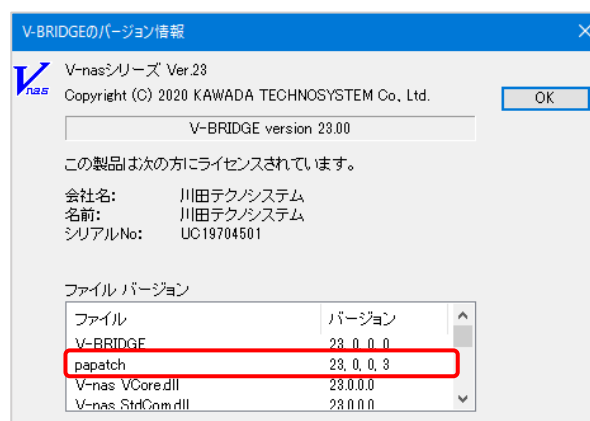 V-BRIDGEのバージョン情報
V-nasシリーズ Ver.23
Vnas
Copyright (C) 2020 KAWADA TECHNOSYSTEM Co., Ltd.
OK
V-BRIDGE version 23.00
この製品は次の方にライセンスされています。
会社名: 川田テクノシステム
名前: 川田テクノシステム
シリアルNo: UC19704501
ファイル バージョン
ファイル バージョン
V-BRIDGE 23, 0, 0, 0
papatch 23, 0, 0, 3
V-nas VCore.dll 23.0.0.0
V-nas StdCom.dll 23.0.0.0